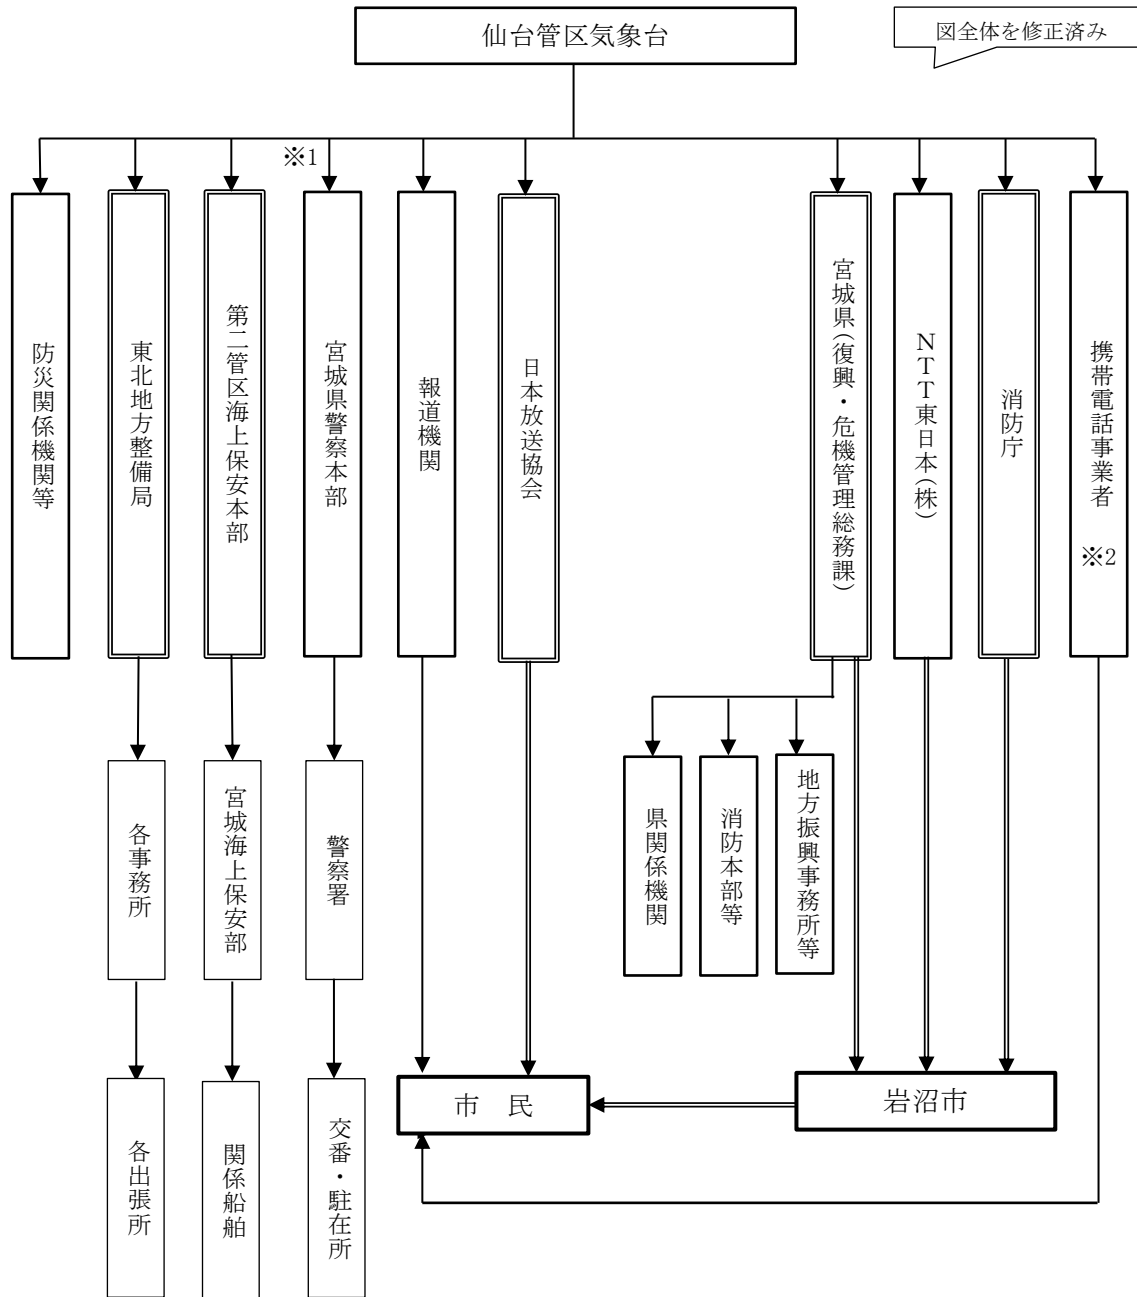 仙台管区気象台
図全体を修正済み
※1
防災関係機関等
東北地方整備局
第二管区海上保安本部
宮城県警察本部
報道機関
日本放送協会
宮城県(復興・危機管理総務課)
NTT東日本(株)
消防庁
携帯電話事業者
※2
各事務所
宮城海上保安部
警察署
県関係機関
消防本部等
地方振興事務所等
市　民
岩沼市
各出張所
関係船舶
交番・駐在所